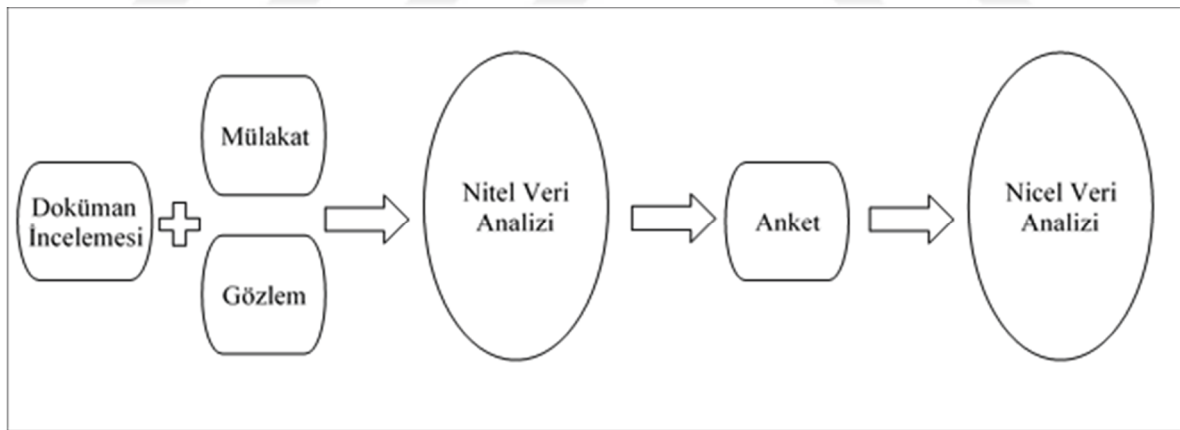 Doküman
İncelemesi
Mülakat
Gözlem
Nitel Veri
Analizi
Anket
Nicel Veri
Analizi